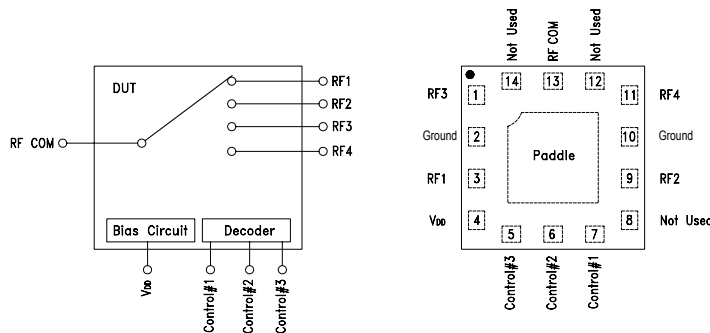 DUT
RF COM
RF1
RF2
RF3
RF4
Bias Circuit
Decoder
VDD
Control#1
Control#2
Control#3
Not Used
RF COM
Not Used
14
13
12
RF3
1
11
RF4
Ground
2
10
Ground
Paddle
RF1
3
9
RF2
VDD
4
8
Not Used
5
6
7
Control#3
Control#2
Control#1